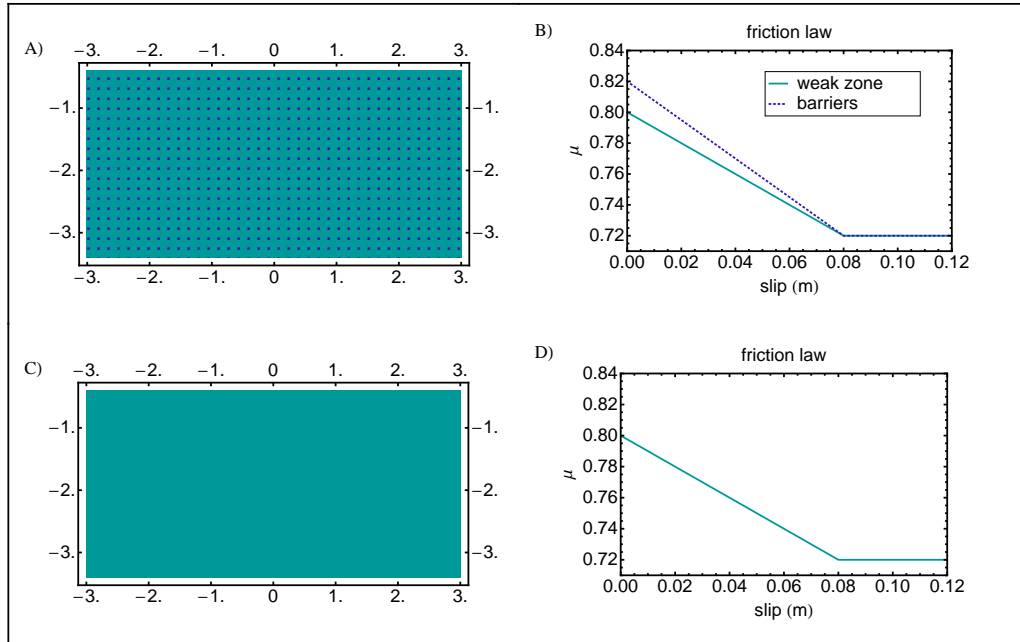 A)
−3. −2. −1. 0 1. 2. 3.
−1. −1.
−2. −2.
−3. −3.
−3. −2. −1. 0 1. 2. 3.
B)
friction law
0.84
0.82
0.80
0.78
0.76
0.74
0.72
μ
weak zone
barriers
0.00 0.02 0.04 0.06 0.08 0.10 0.12
slip (m)
C)
−3. −2. −1. 0 1. 2. 3.
−1. −1.
−2. −2.
−3. −3.
−3. −2. −1. 0 1. 2. 3.
D)
friction law
0.84
0.82
0.80
0.78
0.76
0.74
0.72
μ
0.00 0.02 0.04 0.06 0.08 0.10 0.12
slip (m)